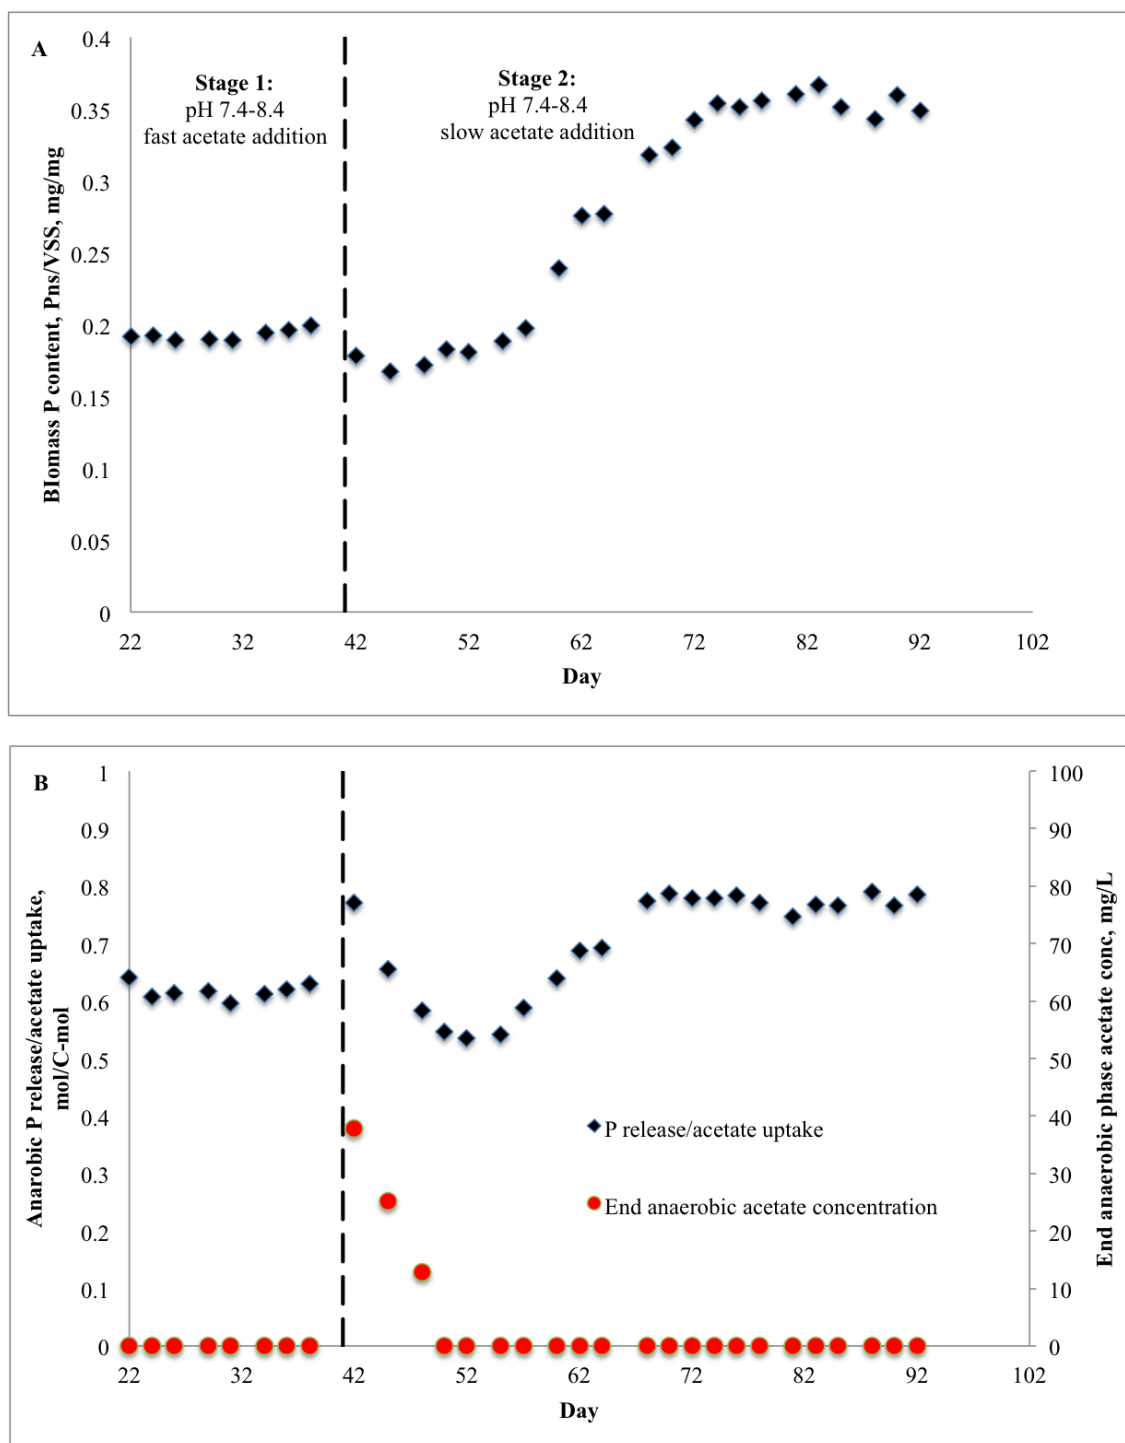 A
0.4
0.35
0.3
0.25
0.2
0.15
0.1
0.05
0
BIomass P content, Pns/VSS, mg/mg
Stage 1:
pH 7.4-8.4
fast acetate addition
Stage 2:
pH 7.4-8.4
slow acetate addition
22 32 42 52 62 72 82 92 102
Day
B
1
0.9
0.8
0.7
0.6
0.5
0.4
0.3
0.2
0.1
0
Anarobic P release/acetate uptake,
mol/C-mol
P release/acetate uptake
End anaerobic acetate concentration
100
90
80
70
60
50
40
30
20
10
0
End anaerobic phase acetate conc, mg/L
22 32 42 52 62 72 82 92 102
Day